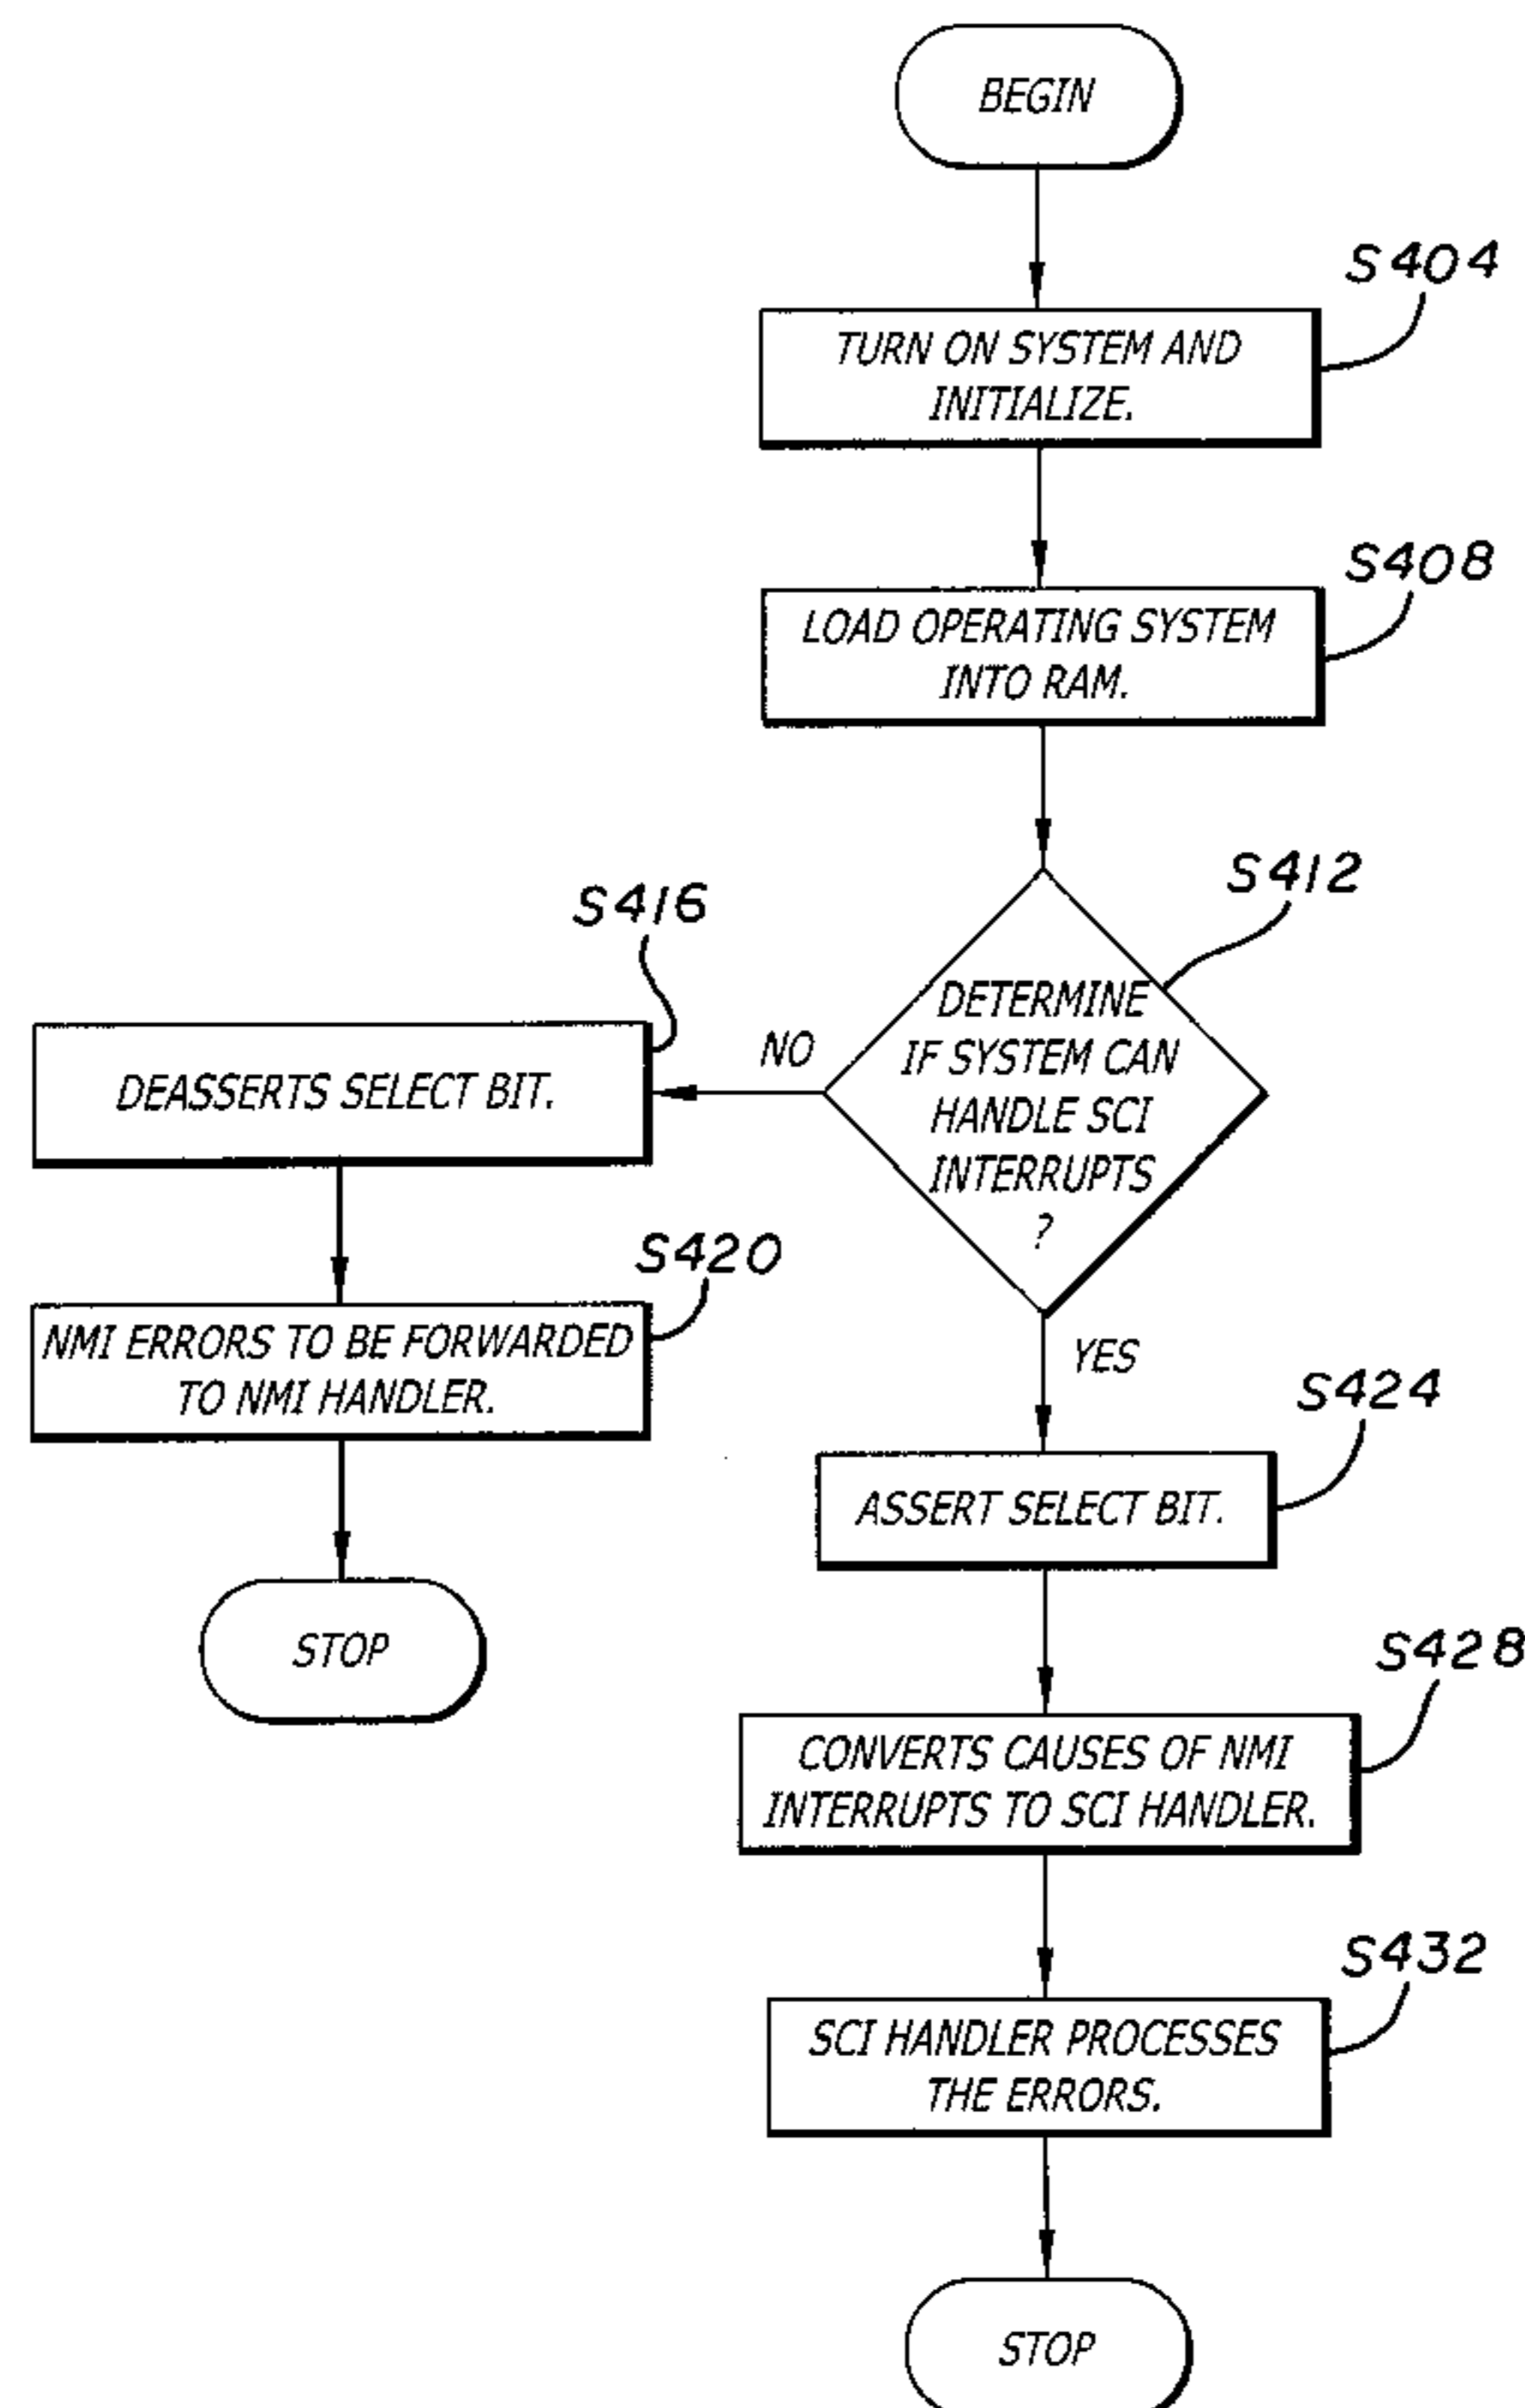 BEGIN
S404
TURN ON SYSTEM AND
INITIALIZE.
S408
LOAD OPERATING SYSTEM
INTO RAM.
S412
DETERMINE
IF SYSTEM CAN
HANDLE SCI
INTERRUPTS
?
NO
S416
DEASSERTS SELECT BIT.
S420
NMI ERRORS TO BE FORWARDED
TO NMI HANDLER.
STOP
YES
S424
ASSERT SELECT BIT.
S428
CONVERTS CAUSES OF NMI
INTERRUPTS TO SCI HANDLER.
S432
SCI HANDLER PROCESSES
THE ERRORS.
STOP